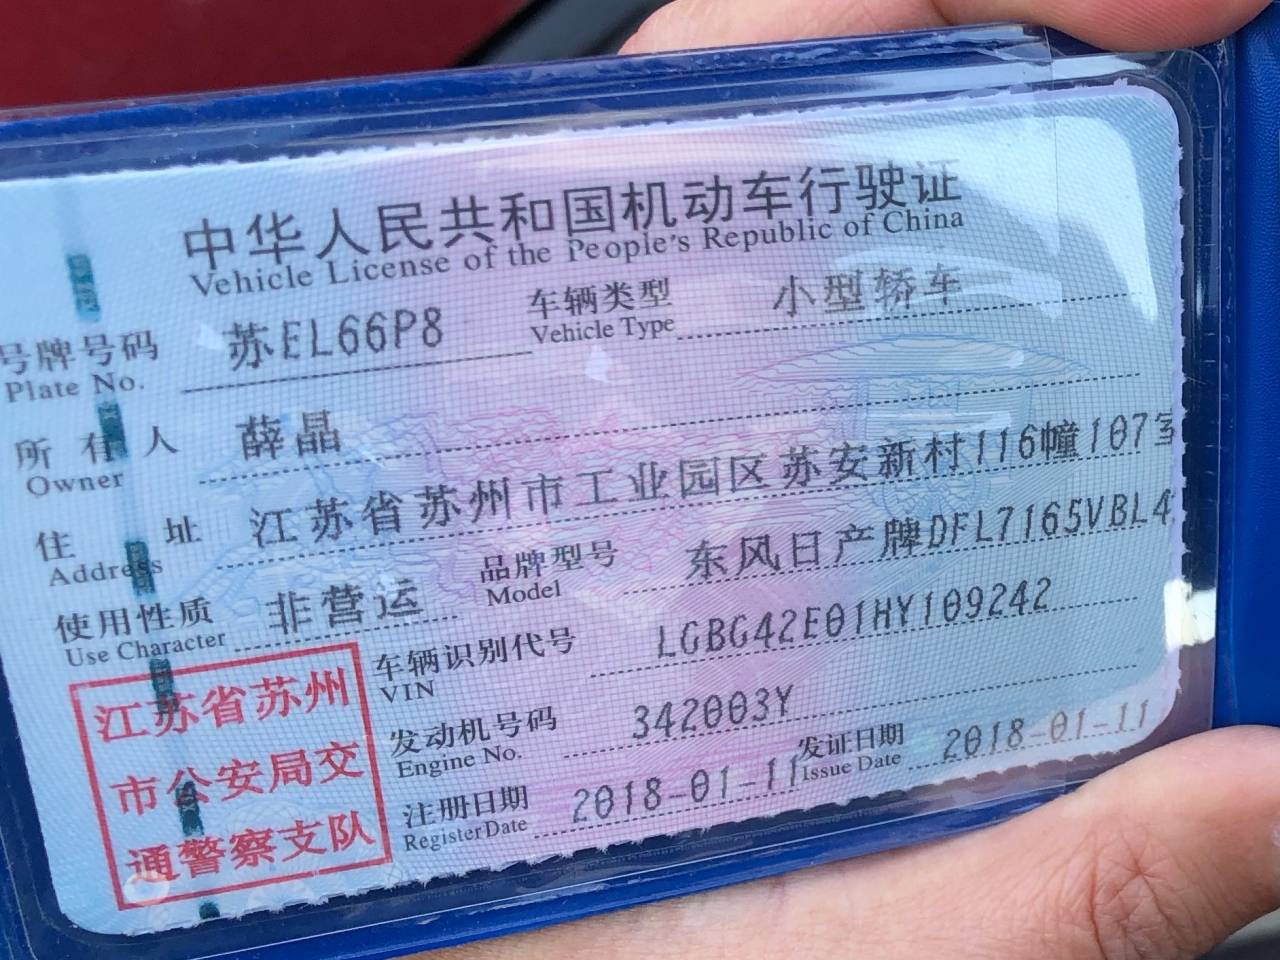 中华人民共和国机动车行驶证
Vehicle License of the People's Republic of China
号牌号码 苏EL66P8 车辆类型 小型轿车
Plate No. Vehicle Type
所有人 薛晶
Owner
住址 江苏省苏州市工业园区苏安新村116幢107室
Address
使用性质 非营运 品牌型号 东风日产牌DFL7165VBL4
Use Character Model
车辆识别代号 LGBG42E01HY109242
VIN
发动机号码 342003Y
Engine No.
注册日期 2018-01-11 发证日期 2018-01-11
Register Date Issue Date
江苏省苏州
市公安局交
通警察支队